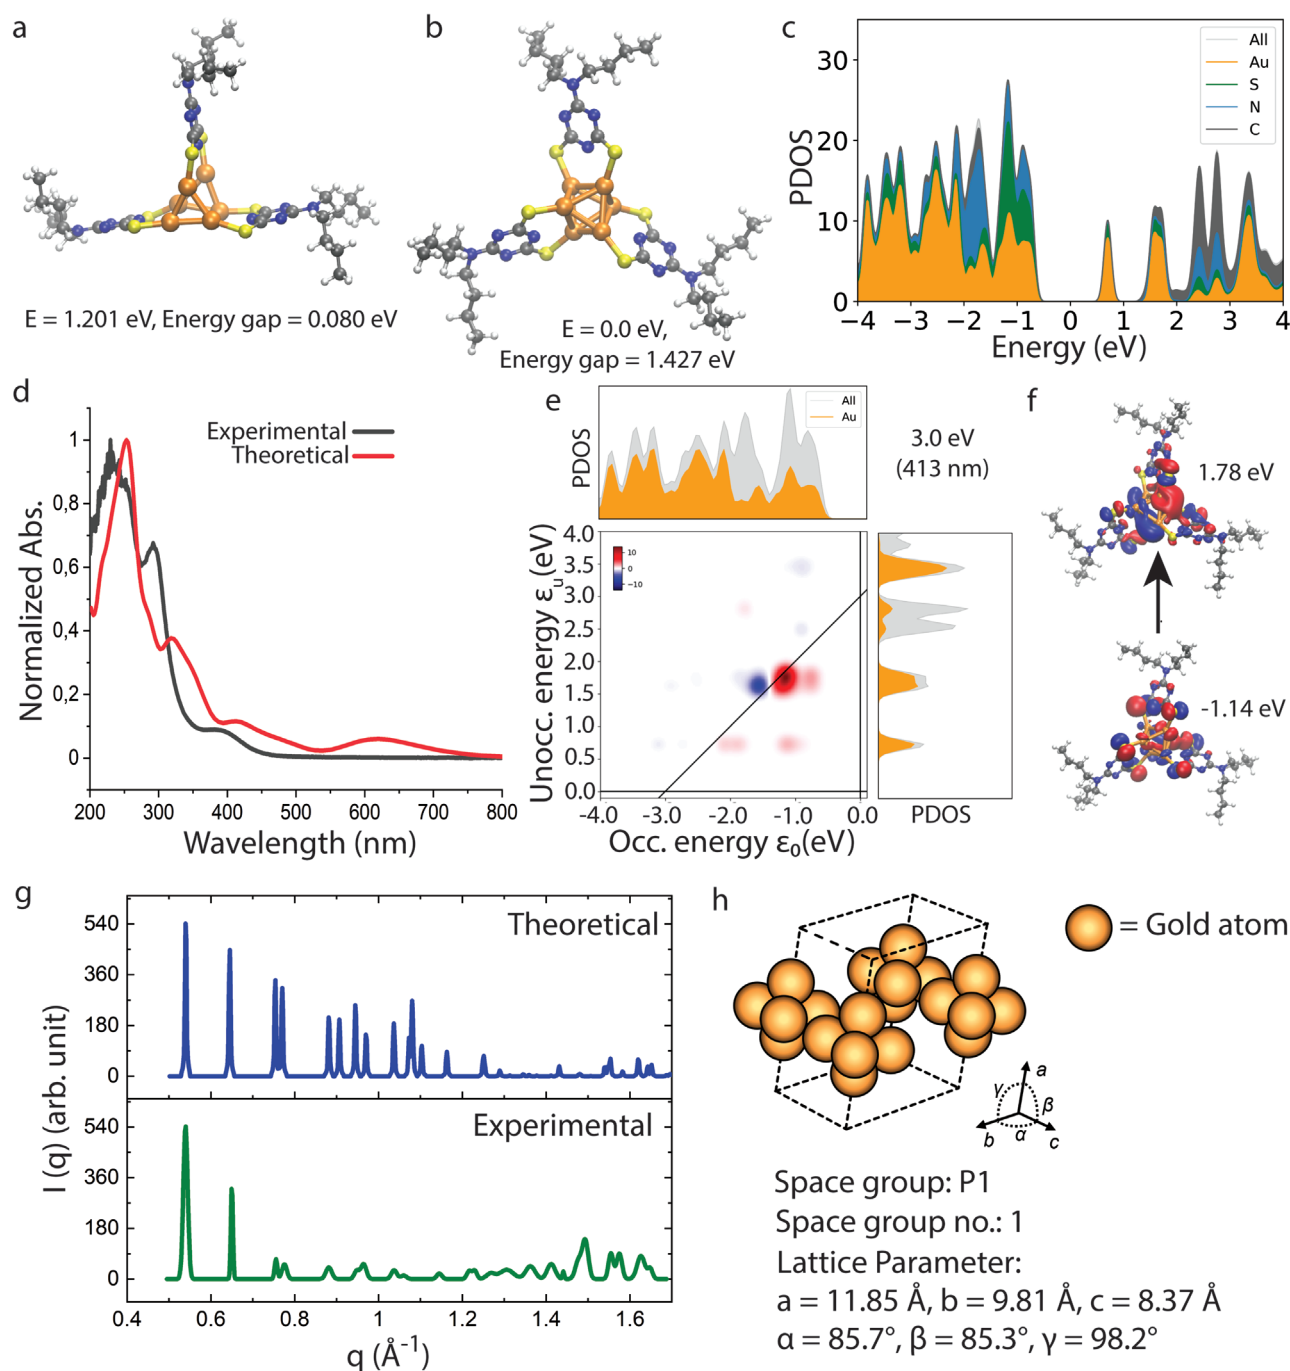 a
E = 1.201 eV, Energy gap = 0.080 eV
b
E = 0.0 eV,
Energy gap = 1.427 eV
c
PDOS
30
20
10
0
All
Au
S
N
C
−4 −3 −2 −1 0 1 2 3 4
Energy (eV)
d
Normalized Abs.
1
0,8
0,6
0,4
0,2
0
Experimental
Theoretical
200 300 400 500 600 700 800
Wavelength (nm)
e
PDOS
All
Au
3.0 eV
(413 nm)
Unocc. energy εu(eV)
4.0
3.5
3.0
2.5
2.0
1.5
1.0
0.5
0.0
10
0
−10
-4.0 -3.0 -2.0 -1.0 0.0
Occ. energy ε0(eV)
PDOS
f
1.78 eV
-1.14 eV
g
I (q) (arb. unit)
Theoretical
540
360
180
0
Experimental
540
360
180
0
0.4 0.6 0.8 1.0 1.2 1.4 1.6
q (Å-1)
h
= Gold atom
a
γ
β
b
α
c
Space group: P1
Space group no.: 1
Lattice Parameter:
a = 11.85 Å, b = 9.81 Å, c = 8.37 Å
α = 85.7°, β = 85.3°, γ = 98.2°